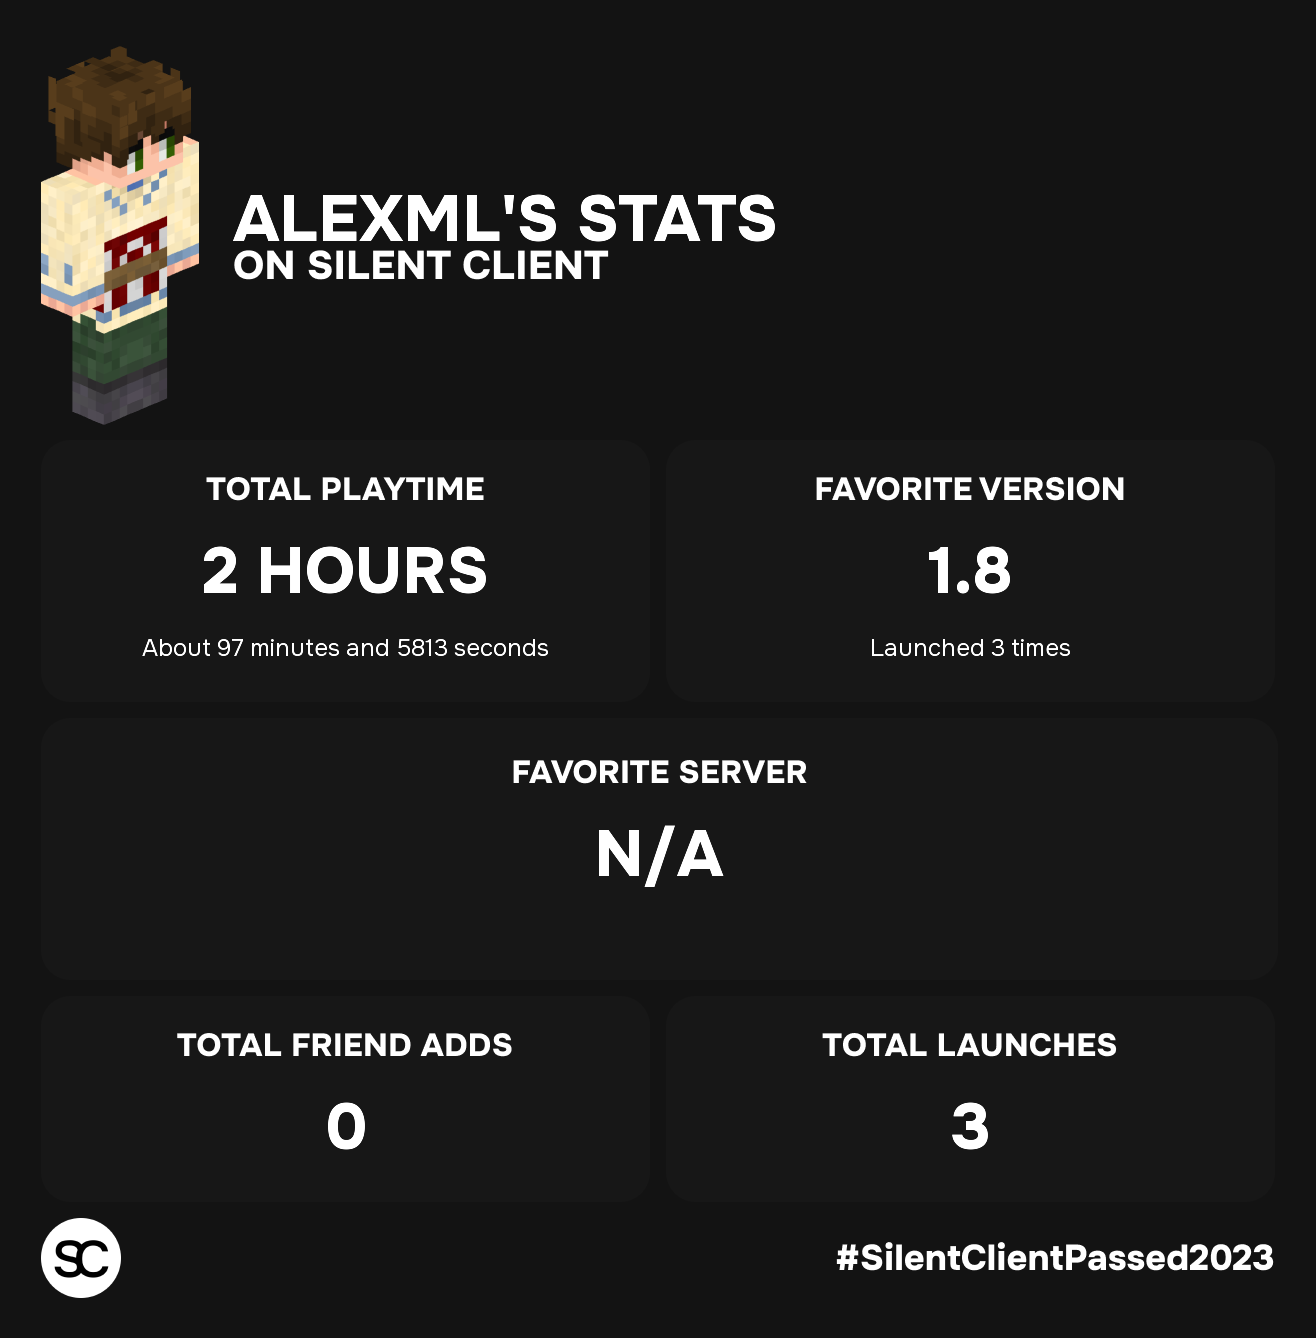 ALEXML'S STATS
ON SILENT CLIENT
TOTAL PLAYTIME
2 HOURS
About 97 minutes and 5813 seconds
FAVORITE VERSION
1.8
Launched 3 times
FAVORITE SERVER
N/A
TOTAL FRIEND ADDS
0
TOTAL LAUNCHES
3
SC
#SilentClientPassed2023